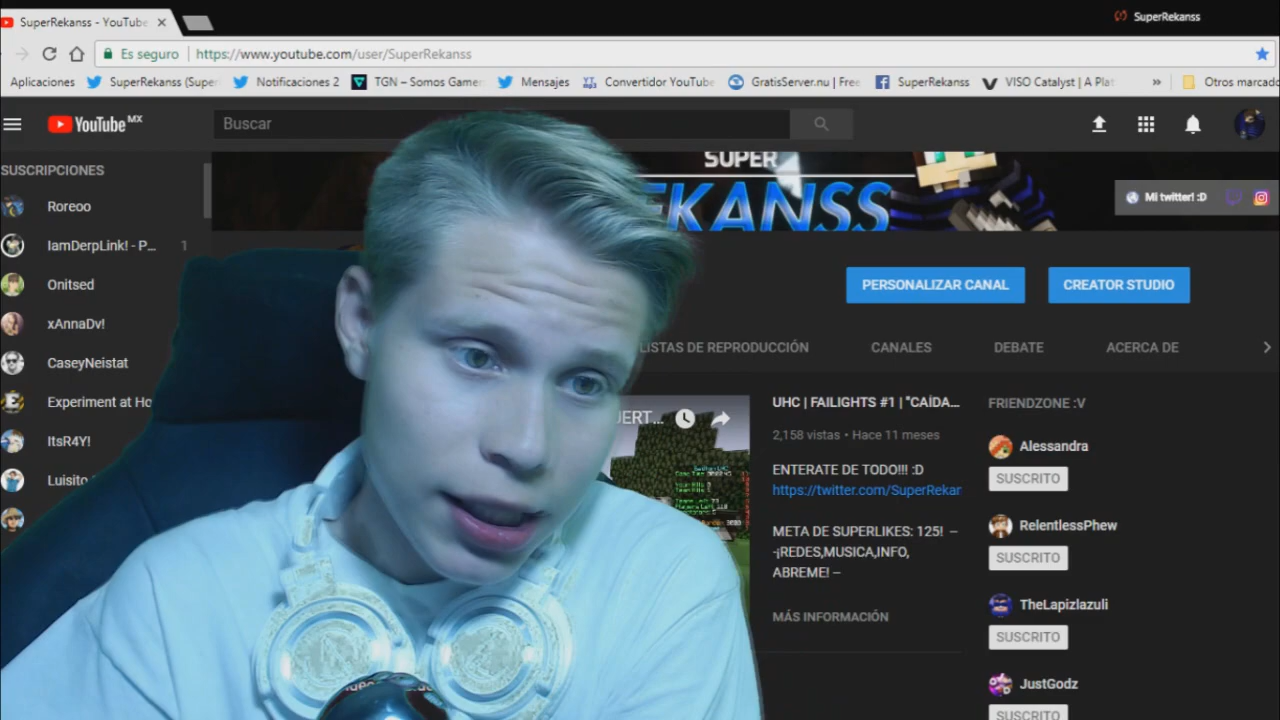 SuperRekanss - YouTube
SuperRekanss
Es seguro
https://www.youtube.com/user/SuperRekanss
Aplicaciones
SuperRekanss (Super
Notificaciones 2
TGN – Somos Gamer
Mensajes
Convertidor YouTube
GratisServer.nu | Free
SuperRekanss
VISO Catalyst | A Plat
»
Otros marcado
YouTube MX
Buscar
SUPER
EKANSS
Mi twitter! :D
SUSCRIPCIONES
Roreoo
IamDerpLink! - P... 1
Onitsed
xAnnaDv!
CaseyNeistat
Experiment at Ho
ItsR4Y!
Luisito
PERSONALIZAR CANAL
CREATOR STUDIO
LISTAS DE REPRODUCCIÓN
CANALES
DEBATE
ACERCA DE
UERT...
UHC | FAILIGHTS #1 | "CAÍDA...
2,158 vistas • Hace 11 meses
ENTERATE DE TODO!!! :D
https://twitter.com/SuperRekar
META DE SUPERLIKES: 125! –
-¡REDES,MUSICA,INFO,
ABREME! –
MÁS INFORMACIÓN
FRIENDZONE :V
Alessandra
SUSCRITO
RelentlessPhew
SUSCRITO
TheLapizlazuli
SUSCRITO
JustGodz
SUSCRITO